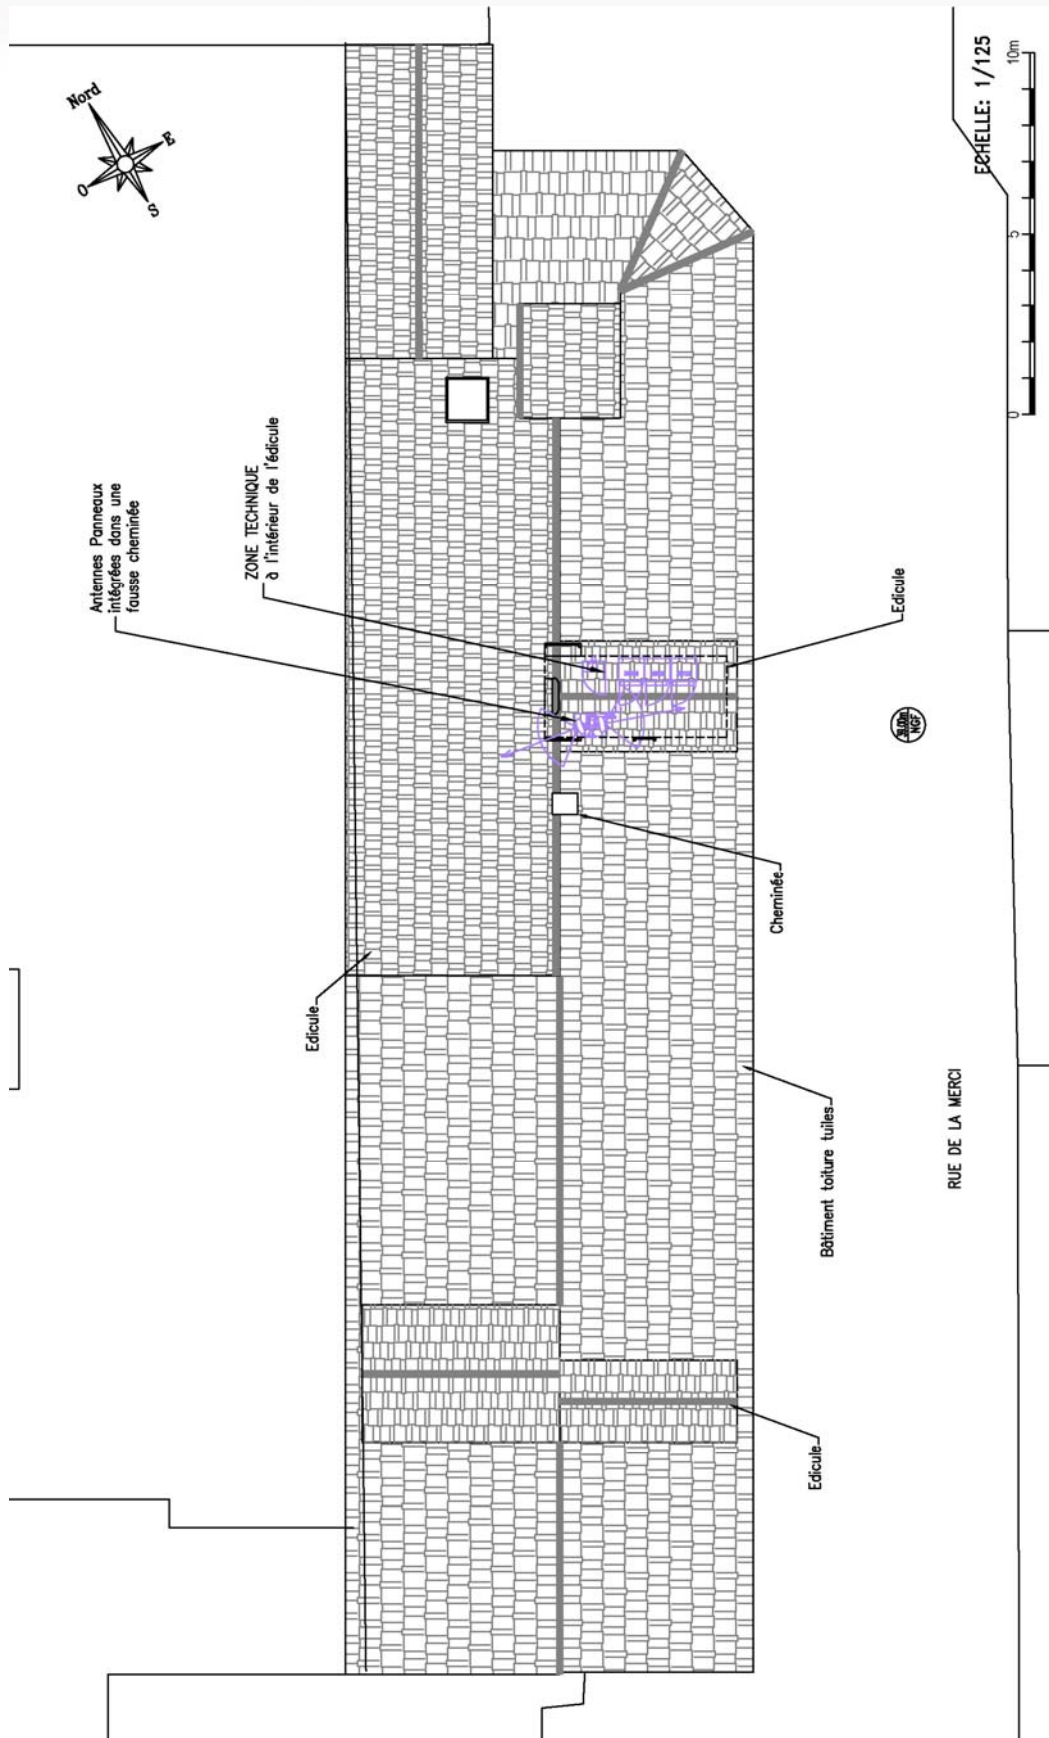 Nord
E
O
S
ECHELLE: 1/125
0
5
10m
Antennes Panneaux
intégrées dans une
fausse cheminée
ZONE TECHNIQUE
à l'intérieur de l'édicule
Edicule
NGF
Cheminée
Edicule
Bâtiment toiture tuiles
RUE DE LA MERCI
Edicule